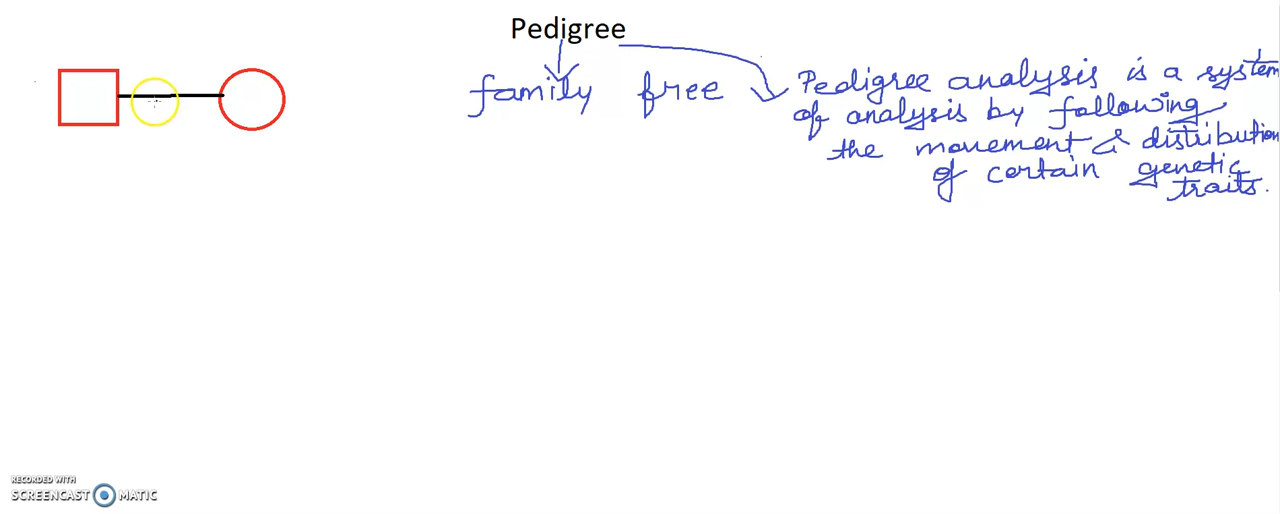 Pedigree
family free
Pedigree analysis is a system
of analysis by following
the movement & distribution
of certain genetic
traits.
RECORDED WITH
SCREENCAST MATIC